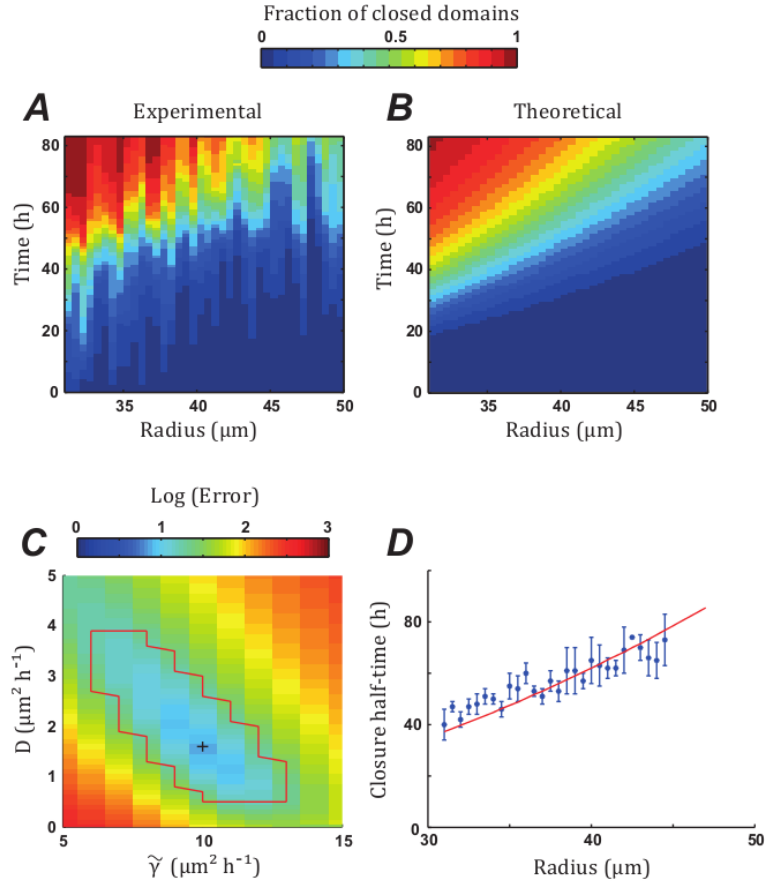 Fraction of closed domains
0 0.5 1
A Experimental
B Theoretical
80
60
40
20
0
Time (h)
35 40 45 50
Radius (μm)
80
60
40
20
0
Time (h)
35 40 45 50
Radius (μm)
Log (Error)
0 1 2 3
C
D
5
4
3
2
1
0
D (μm² h⁻¹)
5 10 15
γ̃ (μm² h⁻¹)
80
40
0
Closure half-time (h)
30 40 50
Radius (μm)